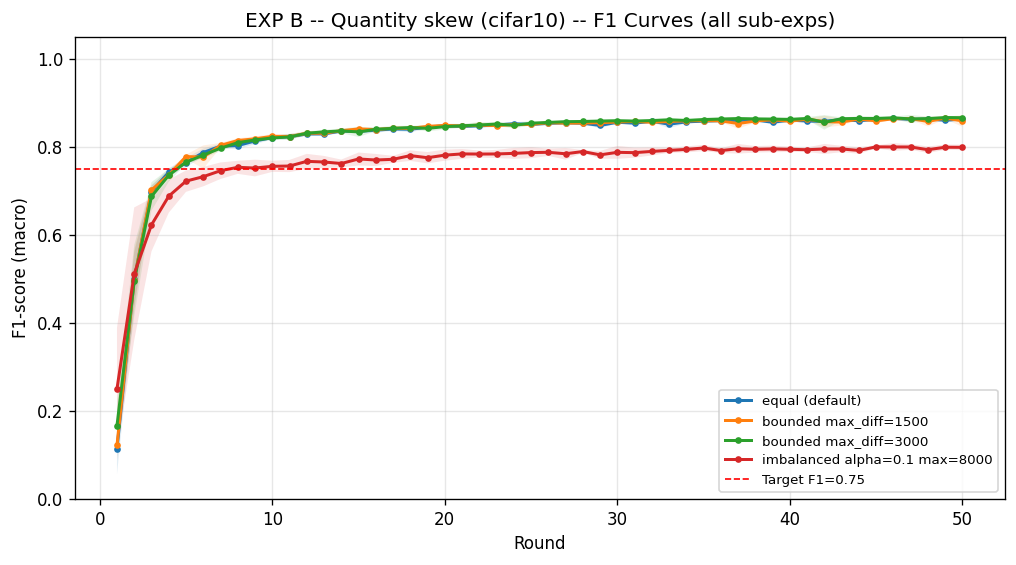 EXP B -- Quantity skew (cifar10) -- F1 Curves (all sub-exps)
F1-score (macro)
1.0
0.8
0.6
0.4
0.2
0.0
equal (default)
bounded max_diff=1500
bounded max_diff=3000
imbalanced alpha=0.1 max=8000
Target F1=0.75
0 10 20 30 40 50
Round